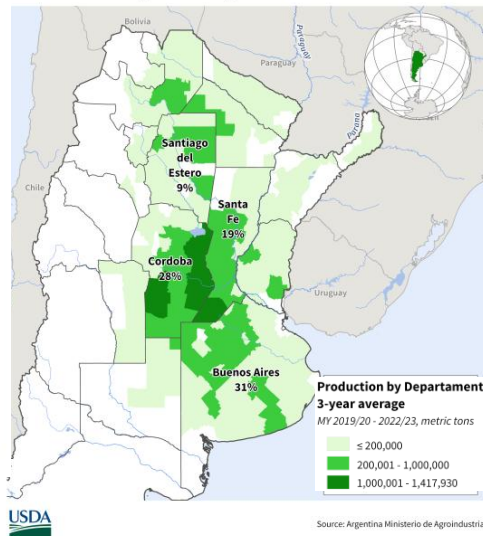 Bolivia
Paraguay
Paraguay
Parana
Chile
Santiago
del
Estero
9%
Santa
Fe
19%
Cordoba
28%
Uruguay
Buenos Aires
31%
Production by Departament
3-year average
MY 2019/20 - 2022/23, metric tons
≤ 200,000
200,001 - 1,000,000
1,000,001 - 1,417,930
USDA
Source: Argentina Ministerio de Agroindustria